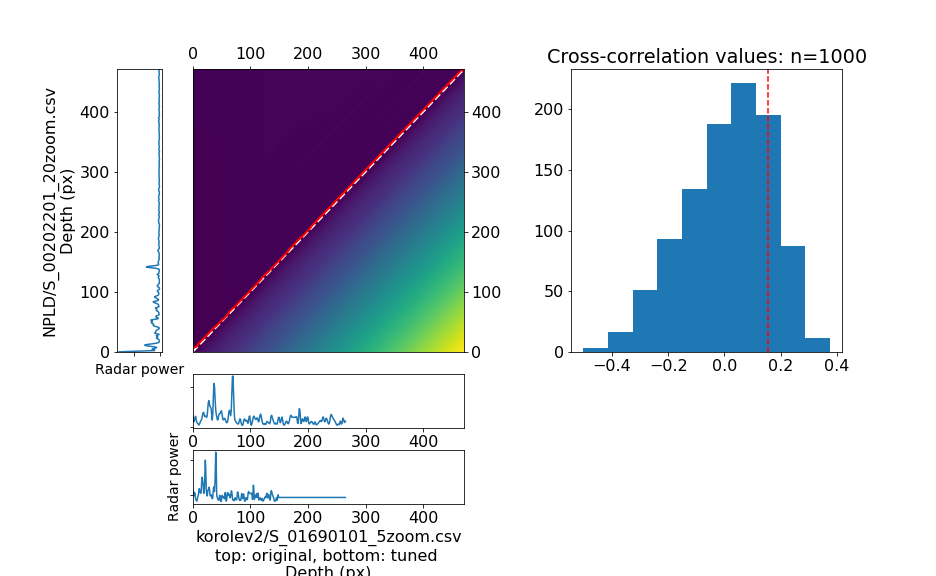 0 100 200 300 400
Cross-correlation values: n=1000
NPLD/S_00202201_20zoom.csv
Depth (px)
400
300
200
100
0
400
300
200
100
0
200
150
100
50
0
−0.4 −0.2 0.0 0.2 0.4
Radar power
0 100 200 300 400
Radar power
0 100 200 300 400
korolev2/S_01690101_5zoom.csv
top: original, bottom: tuned
Depth (px)